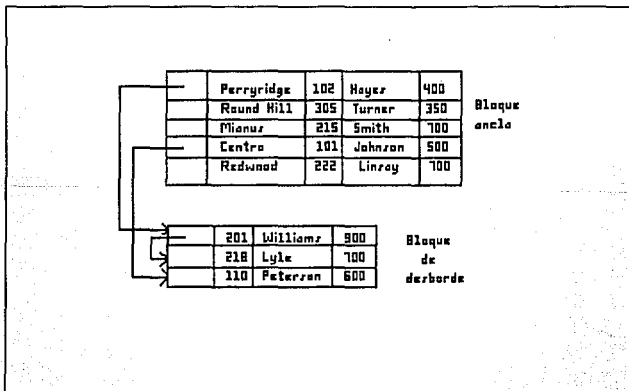 Perryridge 102 Hayes 400
Round Hill 305 Turner 350
Mianus 215 Smith 700
Centro 101 Johnson 500
Redwood 222 Linsay 700
Bloque
ancla
201 Williams 900
218 Lyle 700
110 Peterson 600
Bloque
de
desborde